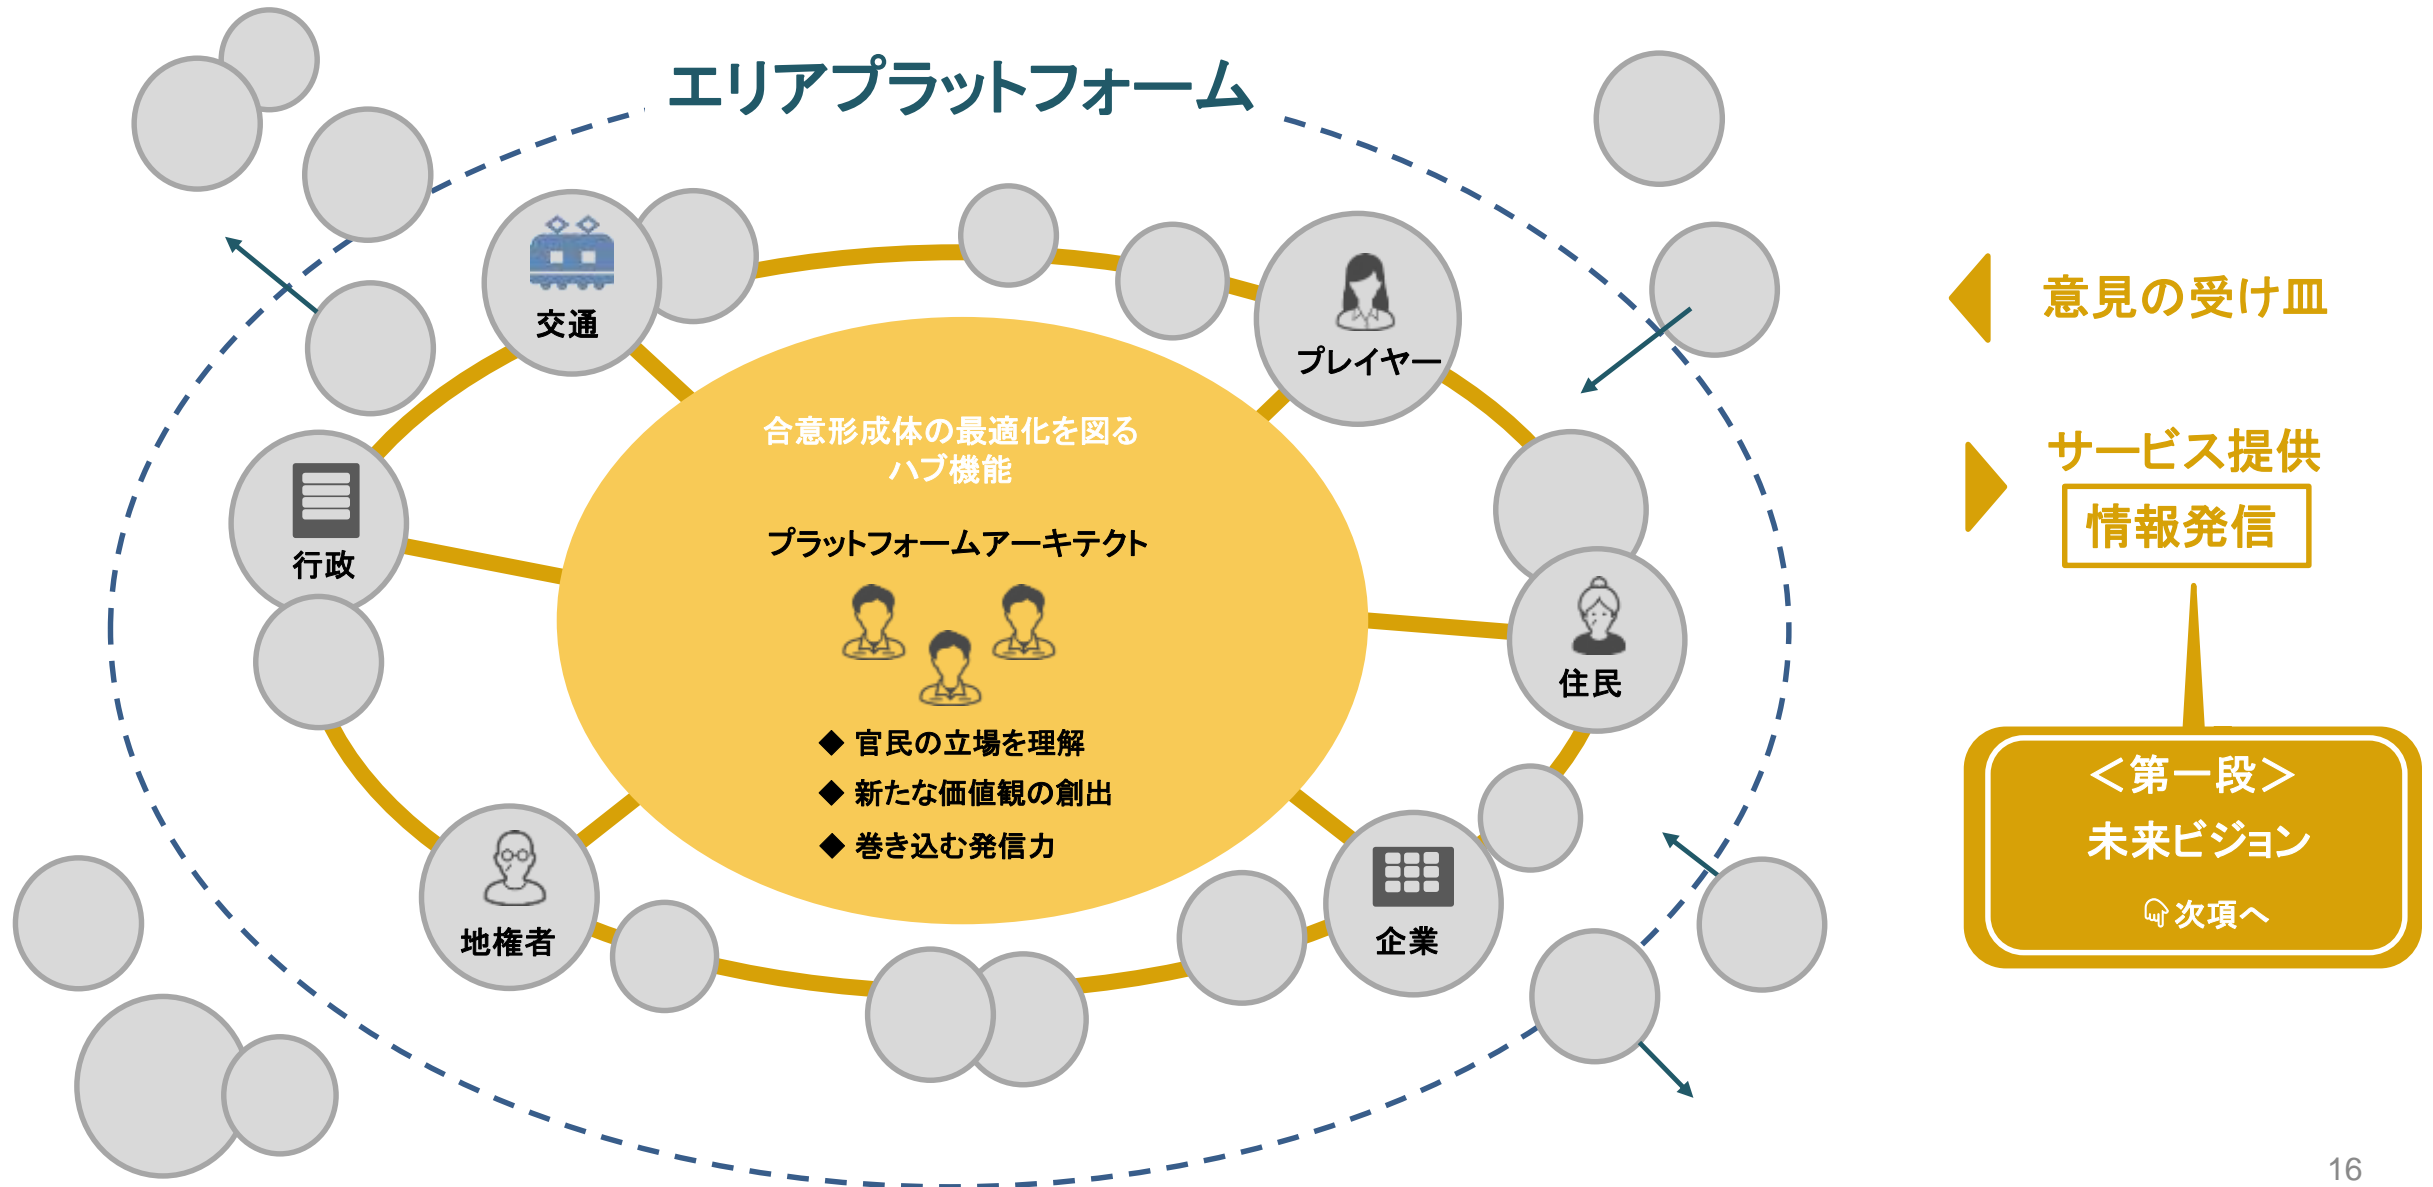 エリアプラットフォーム
交通
プレイヤー
行政
住民
地権者
企業
合意形成体の最適化を図る
ハブ機能
プラットフォームアーキテクト
◆ 官民の立場を理解
◆ 新たな価値観の創出
◆ 巻き込む発信力
意見の受け皿
サービス提供
情報発信
＜第一段＞
未来ビジョン
☟次項へ
16